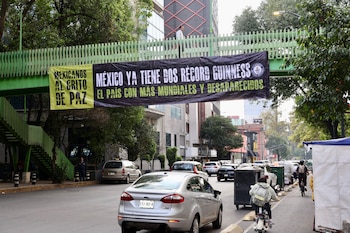 MEXICANOS
AL GRITO
DE PAZ
MÉXICO YA TIENE DOS RÉCORD GUINNESS
EL PAÍS CON MÁS MUNDIALES Y DESAPARECIDOS